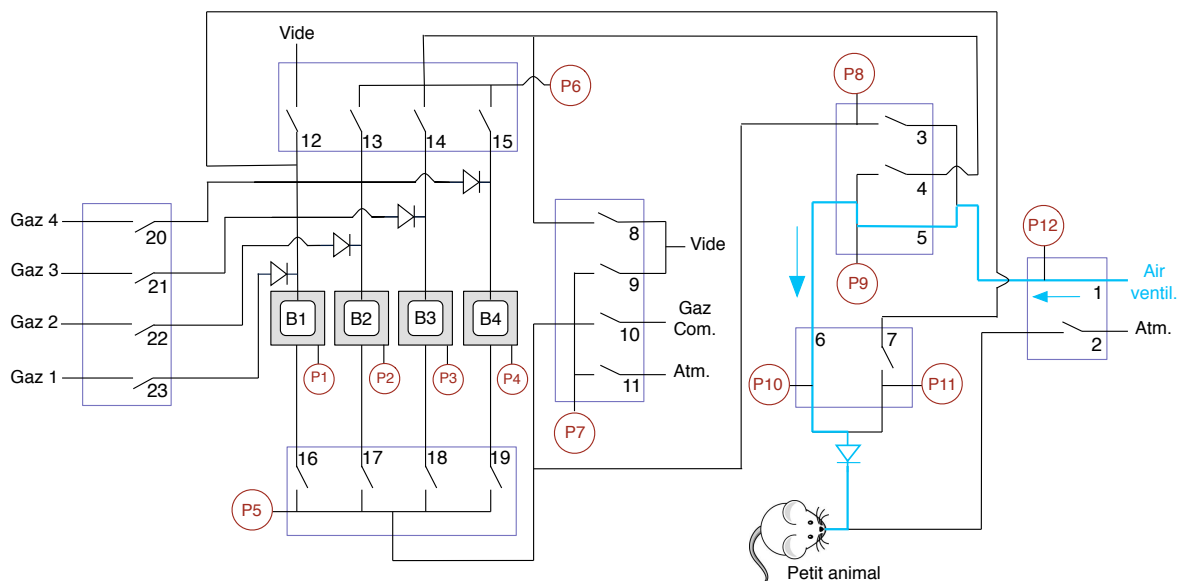 Vide
P6
12
13
14
15
Gaz 4
20
Gaz 3
21
Gaz 2
22
Gaz 1
23
B1
B2
B3
B4
P1
P2
P3
P4
16
17
18
19
P5
8
9
Vide
10
Gaz
Com.
11
Atm.
P7
P8
3
4
5
P9
P12
1
Air
ventil.
2
Atm.
6
7
P10
P11
Petit animal